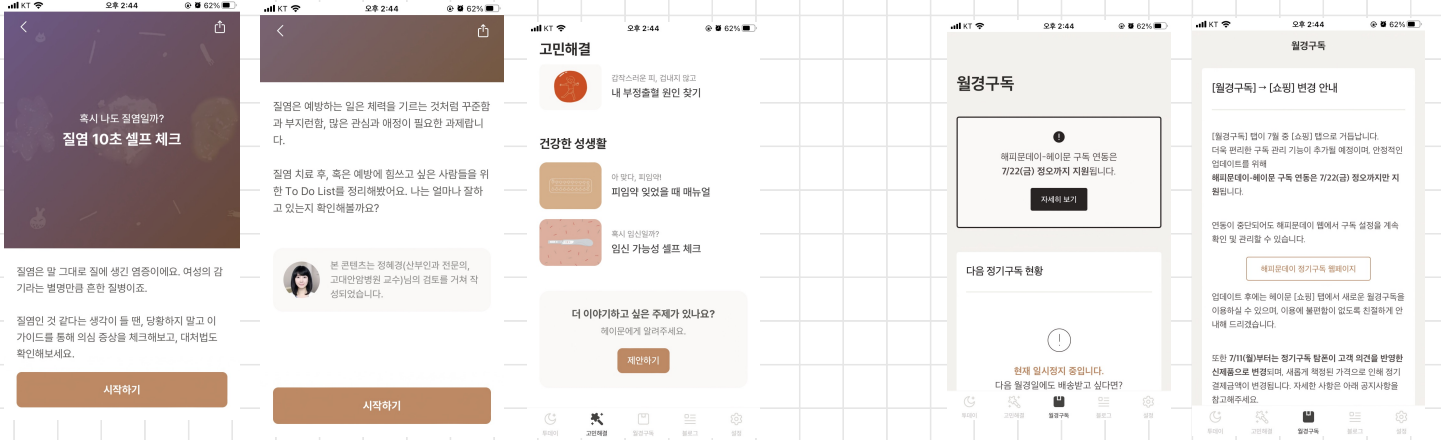 KT 오후 2:44 62%
혹시 나도 질염일까?
질염 10초 셀프 체크
질염은 말 그대로 질에 생긴 염증이에요. 여성의 감
기라는 별명만큼 흔한 질병이죠.
질염인 것 같다는 생각이 들 땐, 당황하지 말고 이
가이드를 통해 의심 증상을 체크해보고, 대처법도
확인해보세요.
시작하기
KT 오후 2:44 62%
질염은 예방하는 일은 체력을 기르는 것처럼 꾸준함
과 부지런함, 많은 관심과 애정이 필요한 과제랍니
다.
질염 치료 후, 혹은 예방에 힘쓰고 싶은 사람들을 위
한 To Do List를 정리해봤어요. 나는 얼마나 잘하
고 있는지 확인해볼까요?
본 콘텐츠는 정혜경(산부인과 전문의,
고대안암병원 교수)님의 검토를 거쳐 작
성되었습니다.
시작하기
KT 오후 2:44 62%
고민해결
갑작스러운 피, 겁내지 않고
내 부정출혈 원인 찾기
건강한 성생활
아 맞다, 피임약!
피임약 잊었을 때 매뉴얼
혹시 임신일까?
임신 가능성 셀프 체크
더 이야기하고 싶은 주제가 있나요?
헤이문에게 알려주세요.
제안하기
투데이 고민해결 월경구독 블로그 설정
KT 오후 2:44 62%
월경구독
해피문데이-헤이문 구독 연동은
7/22(금) 정오까지 지원됩니다.
자세히 보기
다음 정기구독 현황
현재 일시정지 중입니다.
다음 월경일에도 배송받고 싶다면?
투데이 고민해결 월경구독 블로그 설정
KT 오후 2:44 62%
월경구독
[월경구독] → [쇼핑] 변경 안내
[월경구독] 탭이 7월 중 [쇼핑] 탭으로 거듭납니다.
더욱 편리한 구독 관리 기능이 추가될 예정이며, 안정적인
업데이트를 위해
해피문데이-헤이문 구독 연동은 7/22(금) 정오까지만 지
원됩니다.
연동이 중단되어도 해피문데이 웹에서 구독 설정을 계속
확인 및 관리할 수 있습니다.
해피문데이 정기구독 웹페이지
업데이트 후에는 헤이문 [쇼핑] 탭에서 새로운 월경구독을
이용하실 수 있으며, 이용에 불편함이 없도록 친절하게 안
내해 드리겠습니다.
또한 7/11(월)부터는 정기구독 탐폰이 고객 의견을 반영한
신제품으로 변경되며, 새롭게 책정된 가격으로 인해 정기
결제금액이 변경됩니다. 자세한 사항은 아래 공지사항을
참고해주세요.
투데이 고민해결 월경구독 블로그 설정